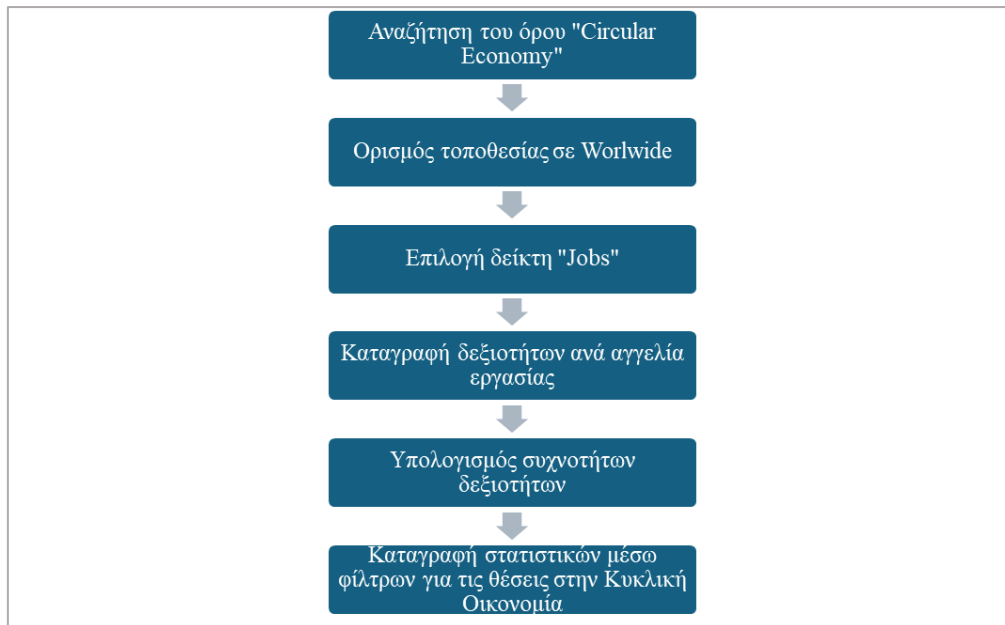 Αναζήτηση του όρου "Circular
Economy"
Ορισμός τοποθεσίας σε Worlwide
Επιλογή δείκτη "Jobs"
Καταγραφή δεξιοτήτων ανά αγγελία
εργασίας
Υπολογισμός συχνοτήτων
δεξιοτήτων
Καταγραφή στατιστικών μέσω
φίλτρων για τις θέσεις στην Κυκλική
Οικονομία